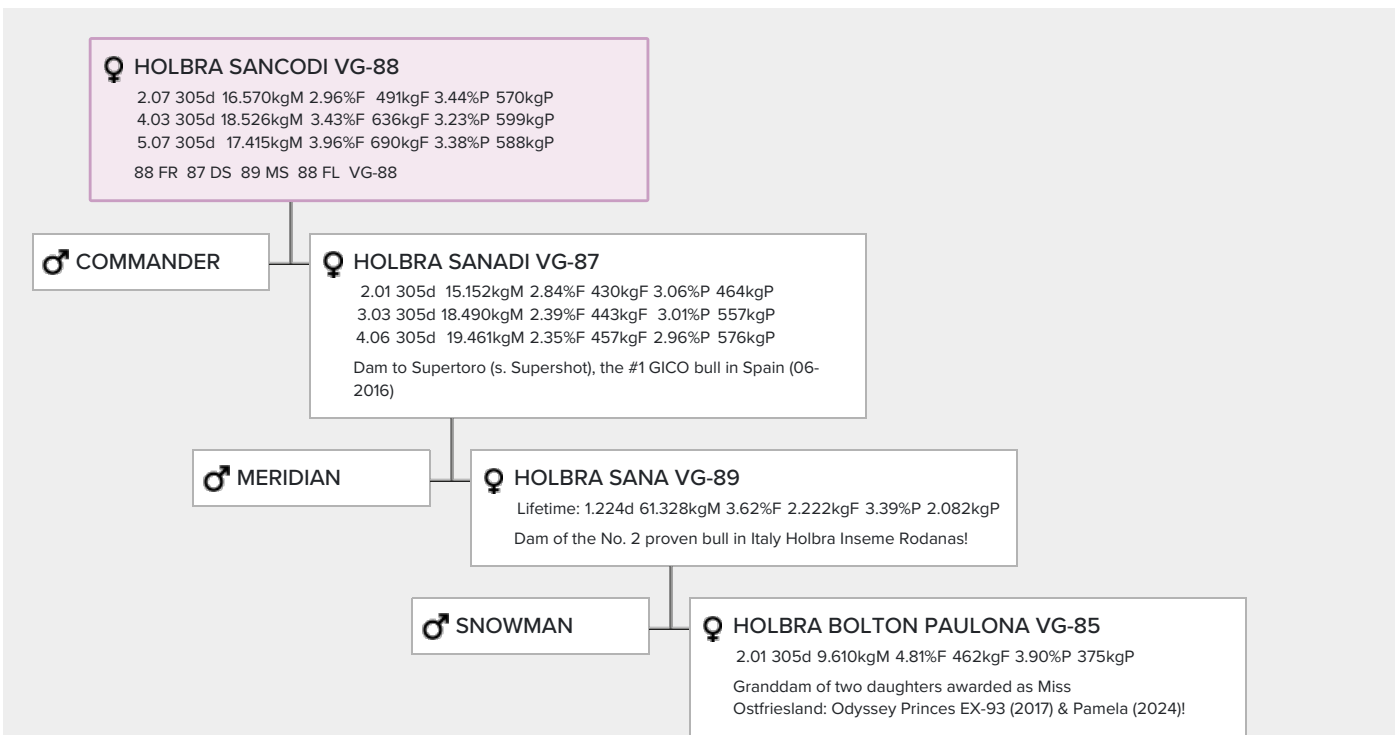 HOLBRA SANCODI VG-88
2.07 305d 16.570kgM 2.96%F 491kgF 3.44%P 570kgP
4.03 305d 18.526kgM 3.43%F 636kgF 3.23%P 599kgP
5.07 305d 17.415kgM 3.96%F 690kgF 3.38%P 588kgP
88 FR 87 DS 89 MS 88 FL VG-88
COMMANDER
HOLBRA SANADI VG-87
2.01 305d 15.152kgM 2.84%F 430kgF 3.06%P 464kgP
3.03 305d 18.490kgM 2.39%F 443kgF 3.01%P 557kgP
4.06 305d 19.461kgM 2.35%F 457kgF 2.96%P 576kgP
Dam to Supertoro (s. Supershot), the #1 GICO bull in Spain (06-
2016)
MERIDIAN
HOLBRA SANA VG-89
Lifetime: 1.224d 61.328kgM 3.62%F 2.222kgF 3.39%P 2.082kgP
Dam of the No. 2 proven bull in Italy Holbra Inseme Rodanas!
SNOWMAN
HOLBRA BOLTON PAULONA VG-85
2.01 305d 9.610kgM 4.81%F 462kgF 3.90%P 375kgP
Granddam of two daughters awarded as Miss
Ostfriesland: Odyssey Princes EX-93 (2017) & Pamela (2024)!